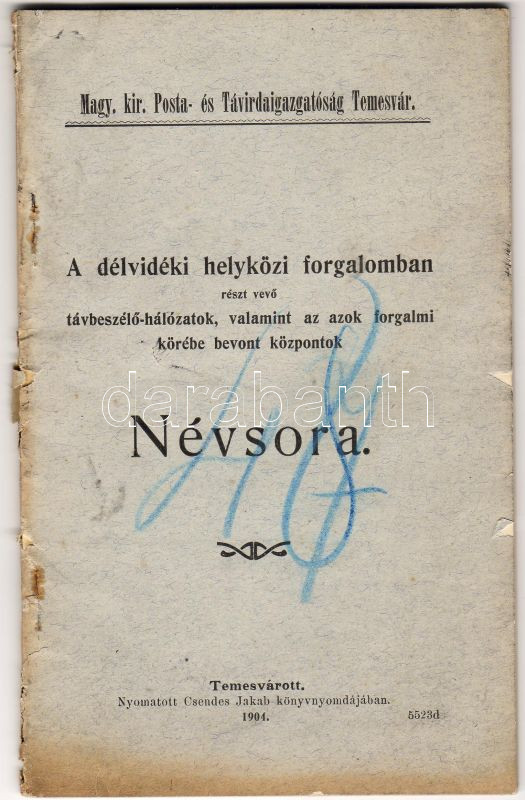 Magy. kir. Posta- és Távirdaigazgatóság Temesvár.
A délvidéki helyközi forgalomban
részt vevő
távbeszélő-hálózatok, valamint az azok forgalmi
körébe bevont központok
darabanth
Névsora.
Temesvárott.
Nyomatott Csendes Jakab könyvnyomdájában.
1904.
5523d